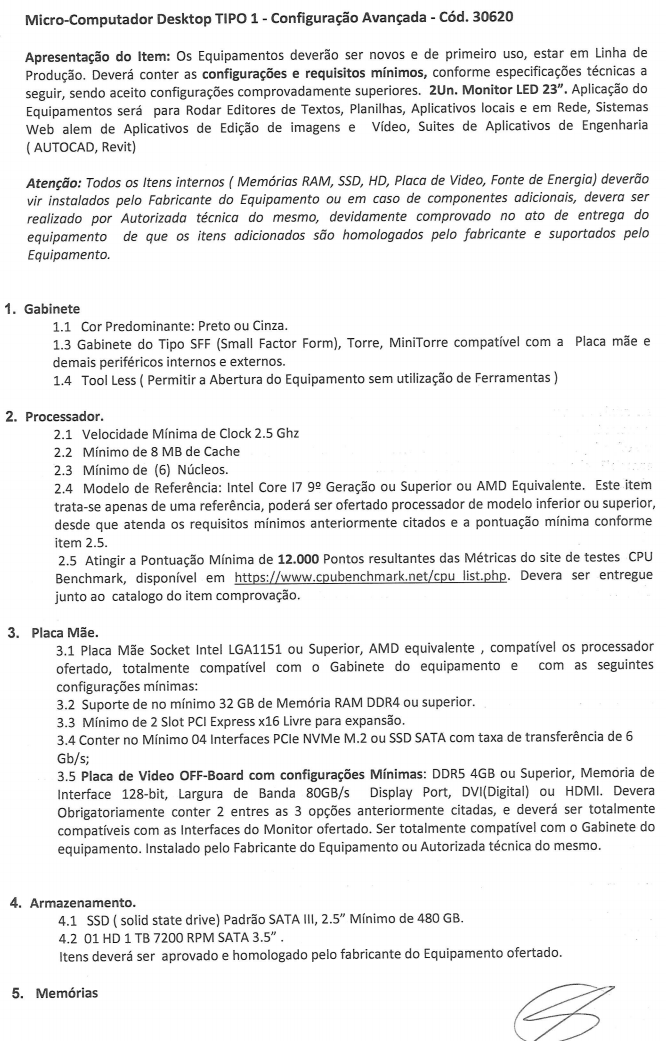 Micro-Computador Desktop TIPO 1 - Configuração Avançada - Cód. 30620
Apresentação do Item: Os Equipamentos deverão ser novos e de primeiro uso, estar em Linha de
Produção. Deverá conter as configurações e requisitos mínimos, conforme especificações técnicas a
seguir, sendo aceito configurações comprovadamente superiores. 2Un. Monitor LED 23”. Aplicação do
Equipamentos será para Rodar Editores de Textos, Planilhas, Aplicativos locais e em Rede, Sistemas
Web alem de Aplicativos de Edição de imagens e Vídeo, Suites de Aplicativos de Engenharia
( AUTOCAD, Revit)
Atenção: Todos os Itens internos ( Memórias RAM, SSD, HD, Placa de Video, Fonte de Energia) deverão
vir instalados pelo Fabricante do Equipamento ou em caso de componentes adicionais, devera ser
realizado por Autorizada técnica do mesmo, devidamente comprovado no ato de entrega do
equipamento de que os itens adicionados são homologados pelo fabricante e suportados pelo
Equipamento.
1. Gabinete
1.1 Cor Predominante: Preto ou Cinza.
1.3 Gabinete do Tipo SFF (Small Factor Form), Torre, MiniTorre compatível com a Placa mãe e
demais periféricos internos e externos.
1.4 Tool Less ( Permitir a Abertura do Equipamento sem utilização de Ferramentas )
2. Processador.
2.1 Velocidade Mínima de Clock 2.5 Ghz
2.2 Mínimo de 8 MB de Cache
2.3 Mínimo de (6) Núcleos.
2.4 Modelo de Referência: Intel Core I7 9º Geração ou Superior ou AMD Equivalente. Este item
trata-se apenas de uma referência, poderá ser ofertado processador de modelo inferior ou superior,
desde que atenda os requisitos mínimos anteriormente citados e a pontuação mínima conforme
item 2.5.
2.5 Atingir a Pontuação Mínima de 12.000 Pontos resultantes das Métricas do site de testes CPU
Benchmark, disponível em https://www.cpubenchmark.net/cpu_list.php. Devera ser entregue
junto ao catalogo do item comprovação.
3. Placa Mãe.
3.1 Placa Mãe Socket Intel LGA1151 ou Superior, AMD equivalente , compatível os processador
ofertado, totalmente compatível com o Gabinete do equipamento e com as seguintes
configurações mínimas:
3.2 Suporte de no mínimo 32 GB de Memória RAM DDR4 ou superior.
3.3 Mínimo de 2 Slot PCI Express x16 Livre para expansão.
3.4 Conter no Mínimo 04 Interfaces PCIe NVMe M.2 ou SSD SATA com taxa de transferência de 6
Gb/s;
3.5 Placa de Video OFF-Board com configurações Mínimas: DDR5 4GB ou Superior, Memoria de
Interface 128-bit, Largura de Banda 80GB/s Display Port, DVI(Digital) ou HDMI. Devera
Obrigatoriamente conter 2 entres as 3 opções anteriormente citadas, e deverá ser totalmente
compatíveis com as Interfaces do Monitor ofertado. Ser totalmente compatível com o Gabinete do
equipamento. Instalado pelo Fabricante do Equipamento ou Autorizada técnica do mesmo.
4. Armazenamento.
4.1 SSD ( solid state drive) Padrão SATA III, 2.5” Mínimo de 480 GB.
4.2 01 HD 1 TB 7200 RPM SATA 3.5” .
Itens deverá ser aprovado e homologado pelo fabricante do Equipamento ofertado.
5. Memórias